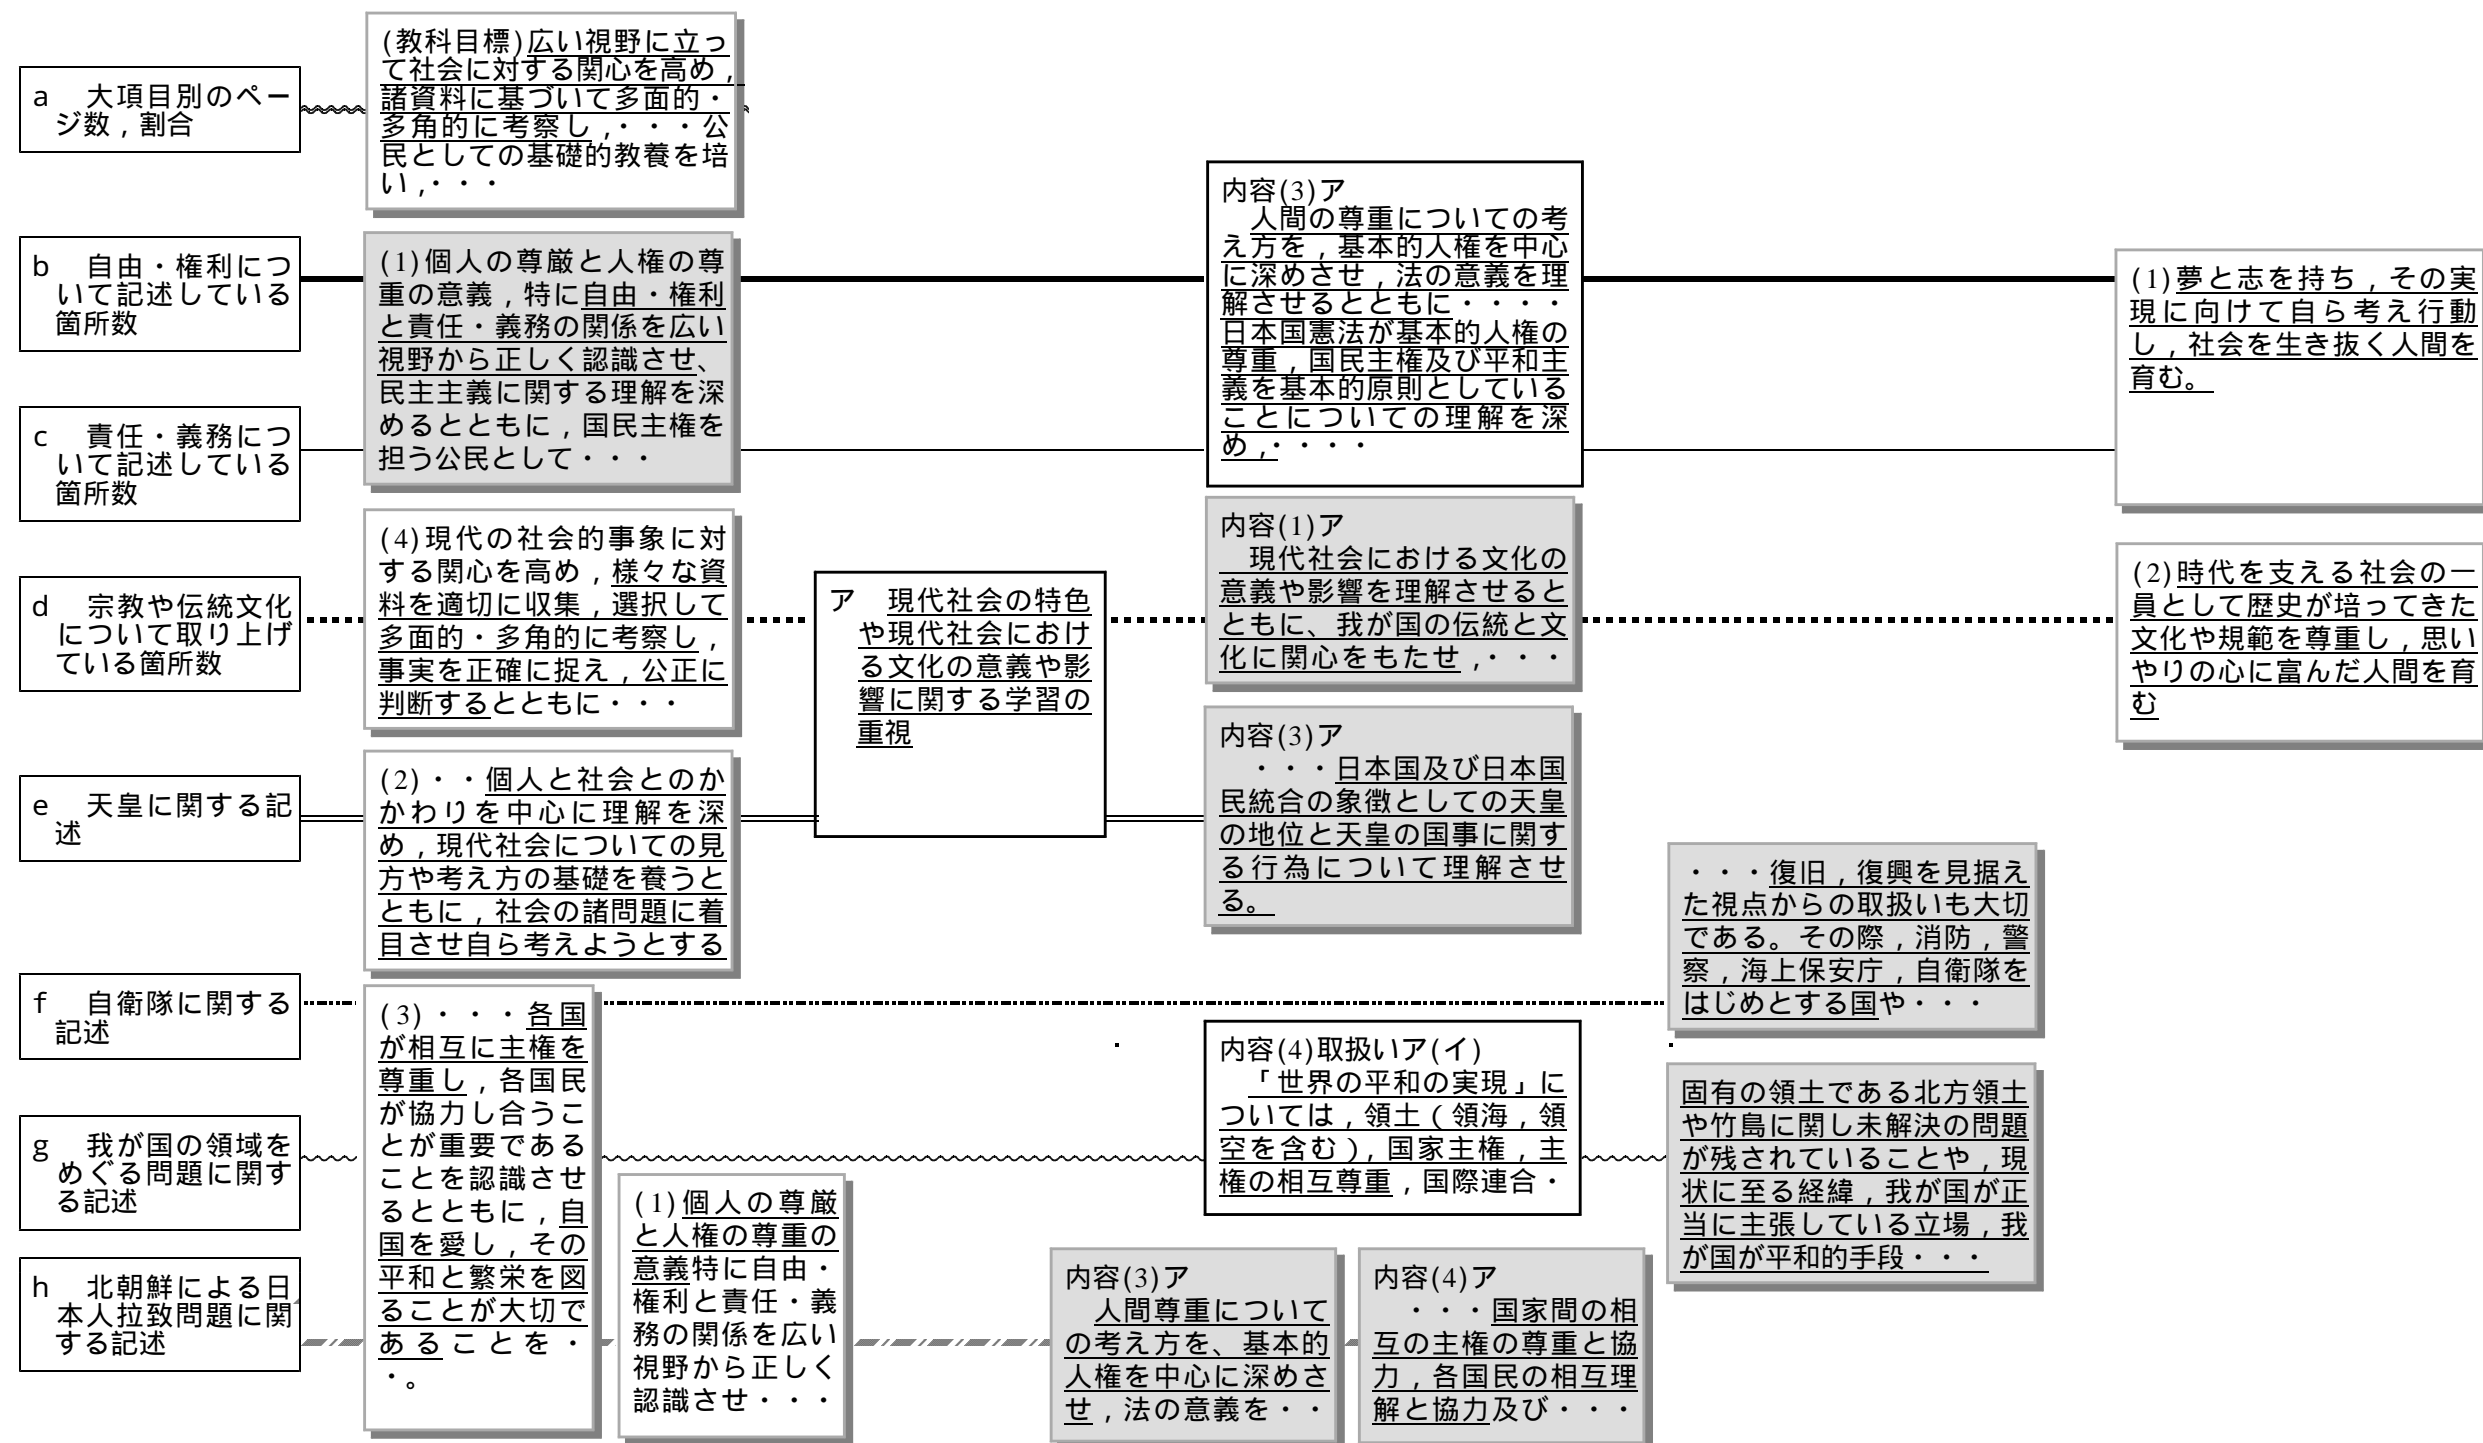 a　大項目別のペー
ジ数，割合
(教科目標)広い視野に立っ
て社会に対する関心を高め，
諸資料に基づいて多面的・
多角的に考察し，・・・公
民としての基礎的教養を培
い，・・・
b　自由・権利につ
いて記述している
箇所数
(1)個人の尊厳と人権の尊
重の意義，特に自由・権利
と責任・義務の関係を広い
視野から正しく認識させ、
民主主義に関する理解を深
めるとともに，国民主権を
担う公民として・・・
内容(3)ア
人間の尊重についての考
え方を，基本的人権を中心
に深めさせ，法の意義を理
解させるとともに・・・・
日本国憲法が基本的人権の
尊重，国民主権及び平和主
義を基本的原則としている
ことについての理解を深
め，・・・・
(1)夢と志を持ち，その実
現に向けて自ら考え行動
し，社会を生き抜く人間を
育む。
c　責任・義務につ
いて記述している
箇所数
d　宗教や伝統文化
について取り上げ
ている箇所数
(4)現代の社会的事象に対
する関心を高め，様々な資
料を適切に収集，選択して
多面的・多角的に考察し，
事実を正確に捉え，公正に
判断するとともに・・・
ア　現代社会の特色
や現代社会におけ
る文化の意義や影
響に関する学習の
重視
内容(1)ア
現代社会における文化の
意義や影響を理解させると
ともに、我が国の伝統と文
化に関心をもたせ，・・・
(2)時代を支える社会の一
員として歴史が培ってきた
文化や規範を尊重し，思い
やりの心に富んだ人間を育
む
e　天皇に関する記
述
(2)・・個人と社会とのか
かわりを中心に理解を深
め，現代社会についての見
方や考え方の基礎を養うと
ともに，社会の諸問題に着
目させ自ら考えようとする
内容(3)ア
・・・日本国及び日本国
民統合の象徴としての天皇
の地位と天皇の国事に関す
る行為について理解させ
る。
f　自衛隊に関する
記述
・・・復旧，復興を見据え
た視点からの取扱いも大切
である。その際，消防，警
察，海上保安庁，自衛隊を
はじめとする国や・・・
g　我が国の領域を
めぐる問題に関す
る記述
(3)・・・各国
が相互に主権を
尊重し，各国民
が協力し合うこ
とが重要である
ことを認識させ
るとともに，自
国を愛し，その
平和と繁栄を図
ることが大切で
あることを・
・。
内容(4)取扱いア(イ)
「世界の平和の実現」に
ついては，領土（領海，領
空を含む），国家主権，主
権の相互尊重，国際連合・
固有の領土である北方領土
や竹島に関し未解決の問題
が残されていることや，現
状に至る経緯，我が国が正
当に主張している立場，我
が国が平和的手段・・・
h　北朝鮮による日
本人拉致問題に関
する記述
(1)個人の尊厳
と人権の尊重の
意義特に自由・
権利と責任・義
務の関係を広い
視野から正しく
認識させ・・・
内容(3)ア
人間尊重について
の考え方を、基本的
人権を中心に深めさ
せ，法の意義を・・
内容(4)ア
・・・国家間の相
互の主権の尊重と協
力，各国民の相互理
解と協力及び・・・